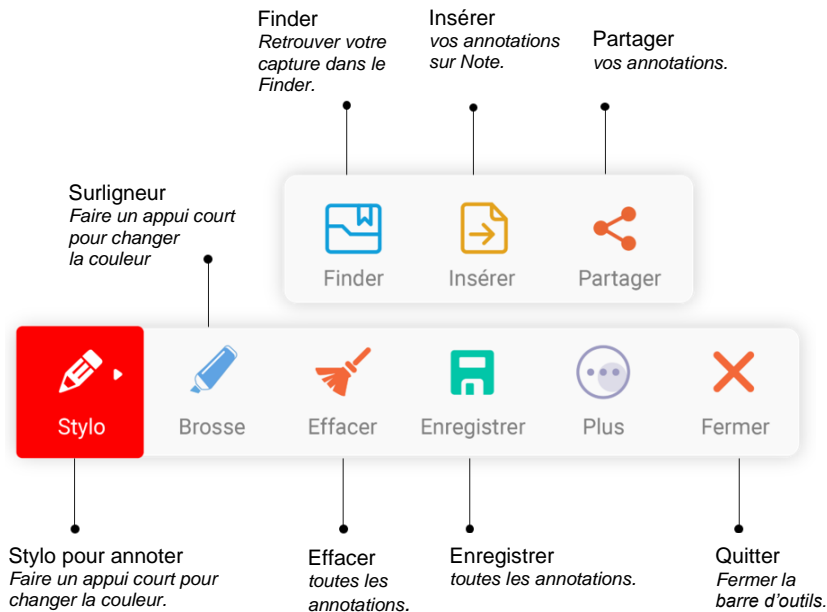 Finder
Retrouver votre
capture dans le
Finder.
Insérer
vos annotations
sur Note.
Partager
vos annotations.
Surligneur
Faire un appui court
pour changer
la couleur
Finder
Insérer
Partager
Stylo
Brosse
Effacer
Enregistrer
Plus
Fermer
Stylo pour annoter
Faire un appui court pour
changer la couleur.
Effacer
toutes les
annotations.
Enregistrer
toutes les annotations.
Quitter
Fermer la
barre d'outils.